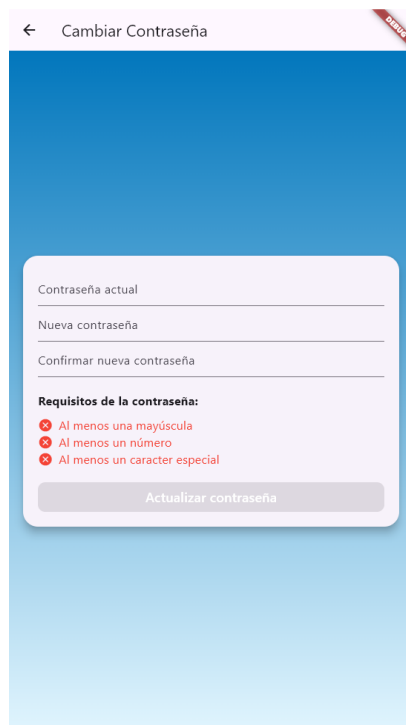 Cambiar Contraseña
DEBUG
Contraseña actual
Nueva contraseña
Confirmar nueva contraseña
Requisitos de la contraseña:
Al menos una mayúscula
Al menos un número
Al menos un caracter especial
Actualizar contraseña